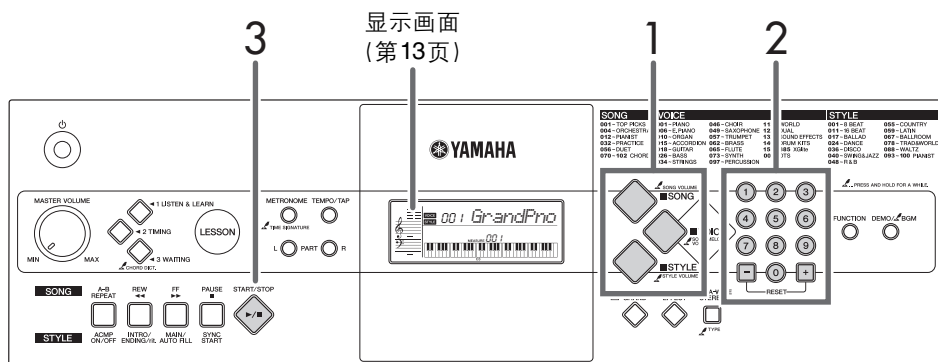 3
显示画面
(第13页)
1
2
YAMAHA
SONG
001~TOP PICKS
004~ORCHESTRA
012~PIANIST
032~PRACTICE
056~DUET
070~102 CHORD
VOICE
001~PIANO
006~E.PIANO
010~ORGAN
015~ACCORDION
018~GUITAR
026~BASS
034~STRINGS
046~CHOIR
049~SAXOPHONE
057~TRUMPET
062~BRASS
065~FLUTE
073~SYNTH
097~PERCUSSION
STYLE
001~8 BEAT
011~16 BEAT
017~BALLAD
024~DANCE
036~DISCO
040~SWING&JAZZ
048~R&B
055~COUNTRY
059~LATIN
067~BALLROOM
078~TRAD&WORLD
088~WALTZ
093~100 PIANIST
PRESS AND HOLD FOR A WHILE.
MASTER VOLUME
MIN
MAX
1 LISTEN & LEARN
2 TIMING
3 WAITING
CHORD DICT.
LESSON
METRONOME
TEMPO/TAP
TIME SIGNATURE
L
PART
R
001 GrandPno
MEASURE 001
SONG VOLUME
SONG
STYLE
STYLE VOLUME
1
2
3
4
5
6
7
8
9
-
0
+
RESET
FUNCTION
DEMO/BGM
SONG
A-B REPEAT
REW
FF
PAUSE
START/STOP
STYLE
ACMP ON/OFF
INTRO/ENDING/rit.
MAIN/AUTO FILL
SYNC START
TYPE